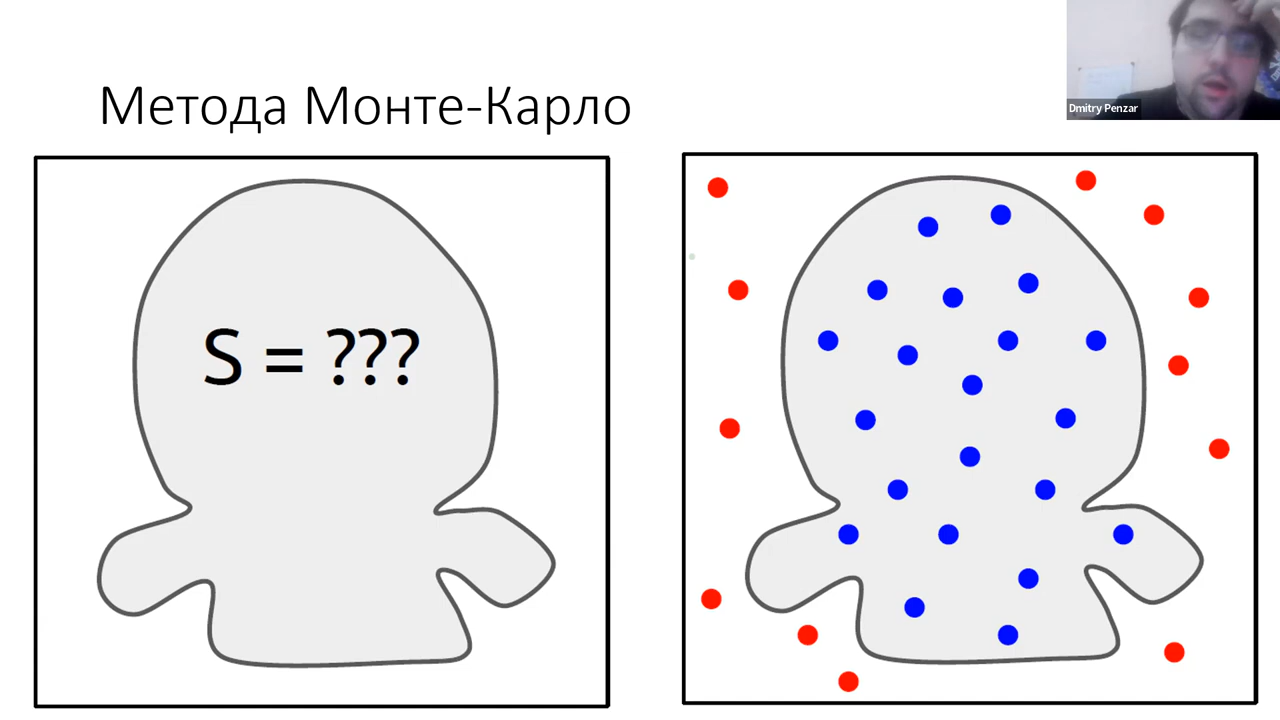 Метода Монте-Карло
Dmitry Penzar
S = ???